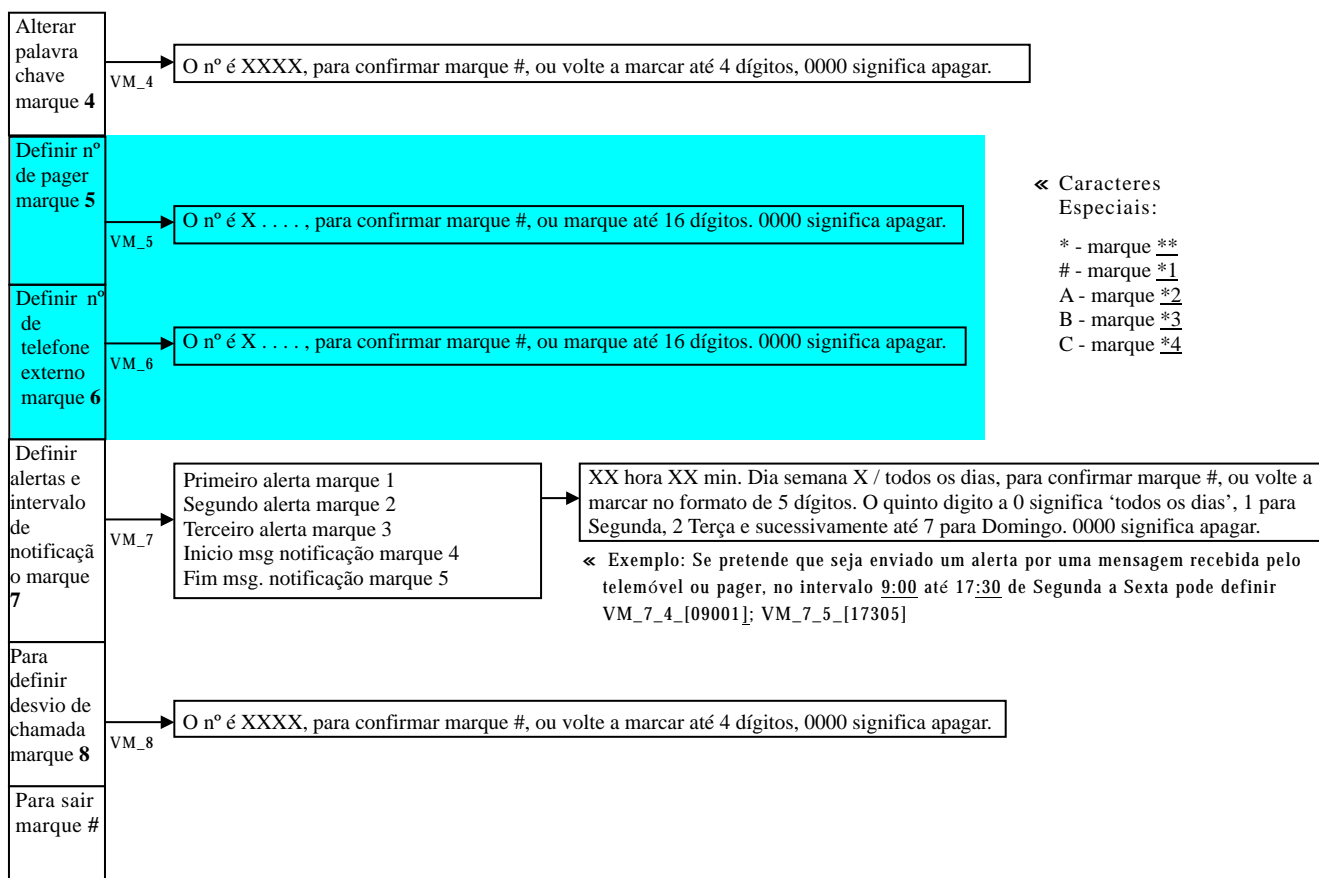 Alterar
palavra
chave
marque 4
VM_4
O nº é XXXX, para confirmar marque #, ou volte a marcar até 4 dígitos, 0000 significa apagar.
Definir nº
de pager
marque 5
VM_5
O nº é X . . . . , para confirmar marque #, ou marque até 16 dígitos. 0000 significa apagar.
« Caracteres
Especiais:
* - marque **
# - marque *1
A - marque *2
B - marque *3
C - marque *4
Definir nº
de
telefone
externo
marque 6
VM_6
O nº é X . . . . , para confirmar marque #, ou marque até 16 dígitos. 0000 significa apagar.
Definir
alertas e
intervalo
de
notificaçã
o marque
7
VM_7
Primeiro alerta marque 1
Segundo alerta marque 2
Terceiro alerta marque 3
Inicio msg notificação marque 4
Fim msg. notificação marque 5
XX hora XX min. Dia semana X / todos os dias, para confirmar marque #, ou volte a
marcar no formato de 5 dígitos. O quinto digito a 0 significa ‘todos os dias’, 1 para
Segunda, 2 Terça e sucessivamente até 7 para Domingo. 0000 significa apagar.
« Exemplo: Se pretende que seja enviado um alerta por uma mensagem recebida pelo
telemóvel ou pager, no intervalo 9:00 até 17:30 de Segunda a Sexta pode definir
VM_7_4_[09001]; VM_7_5_[17305]
Para
definir
desvio de
chamada
marque 8
VM_8
O nº é XXXX, para confirmar marque #, ou volte a marcar até 4 dígitos, 0000 significa apagar.
Para sair
marque #